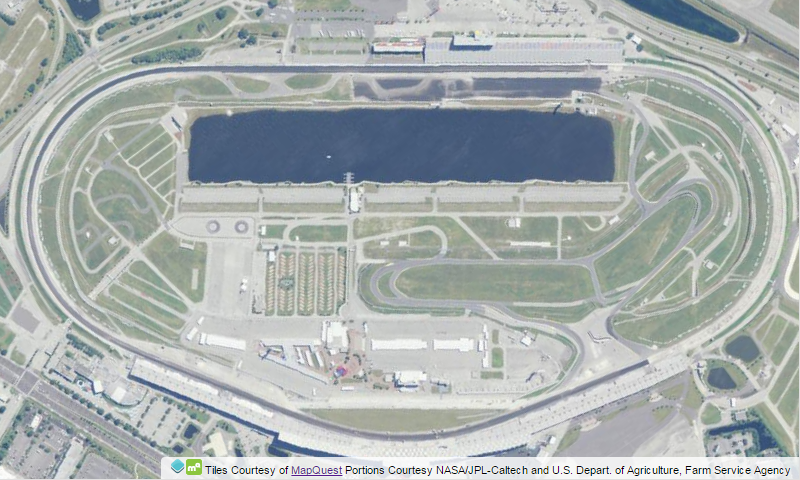 Tiles Courtesy of MapQuest Portions Courtesy NASA/JPL-Caltech and U.S. Depart. of Agriculture, Farm Service Agency